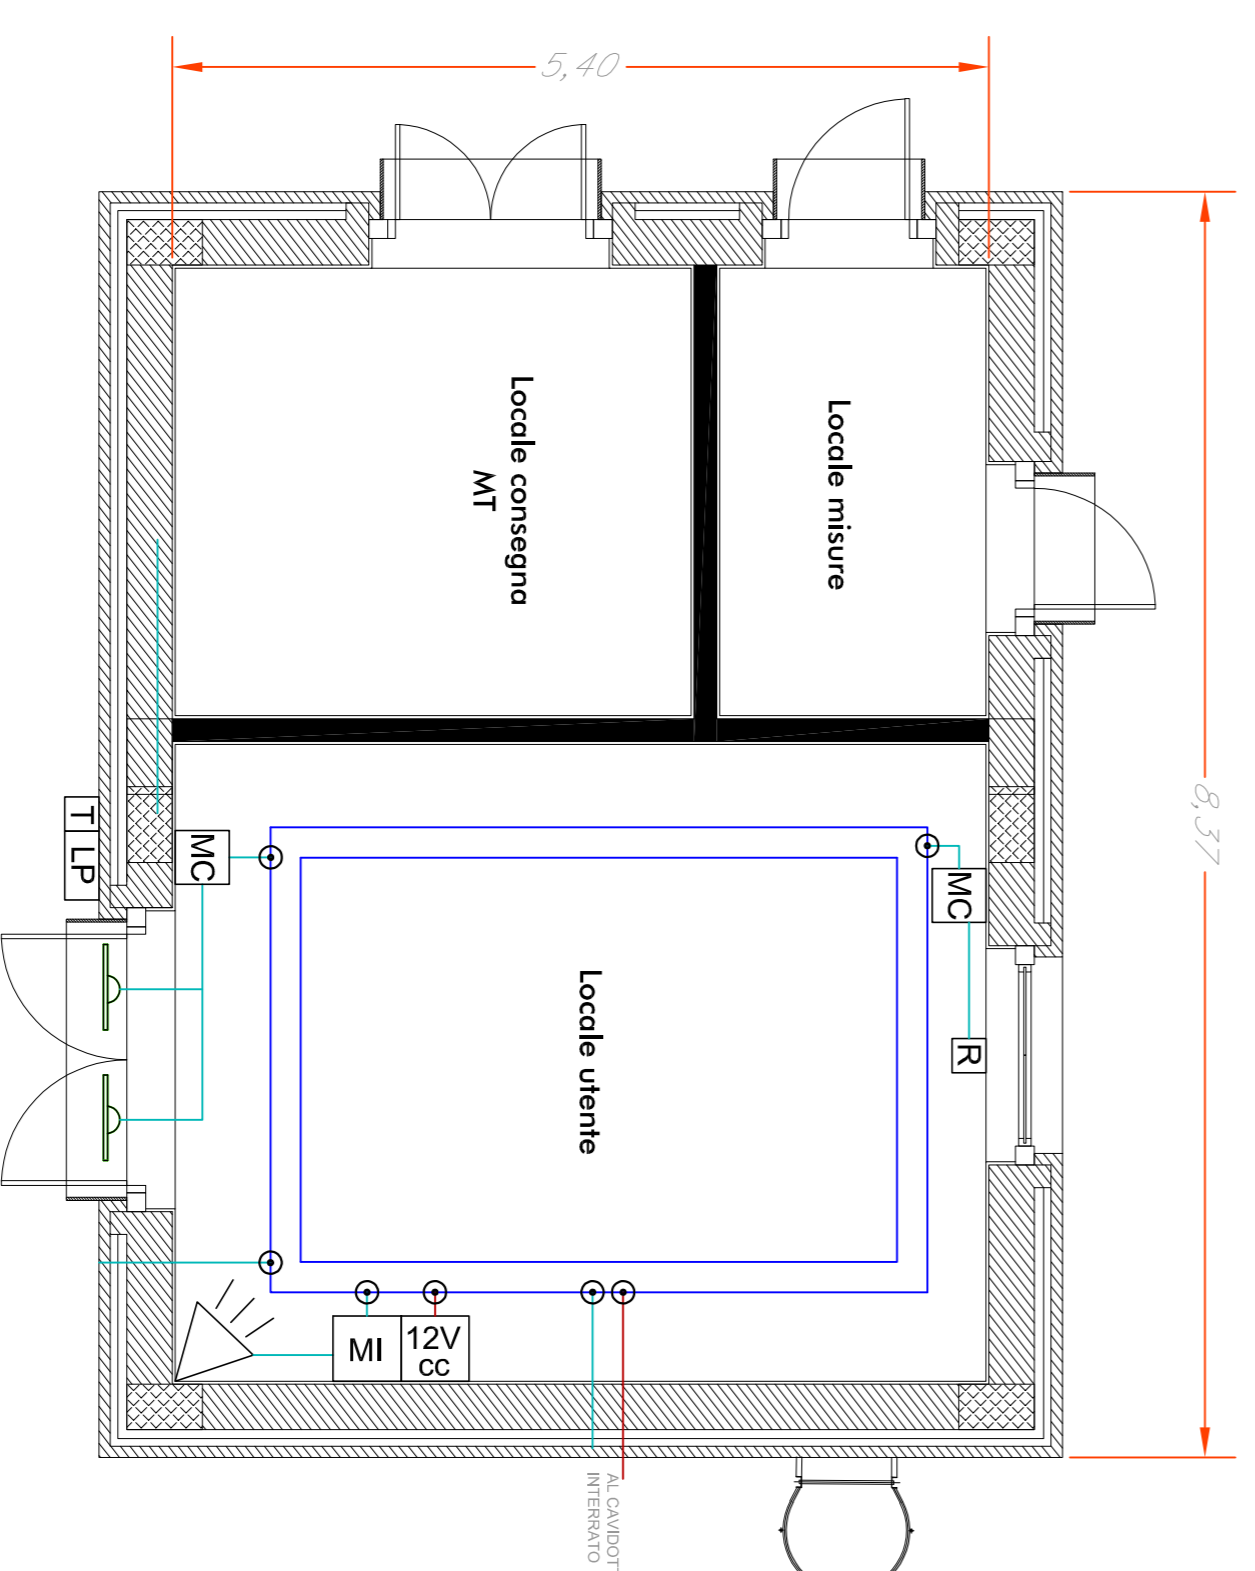 5,40
Locale consegna
MT
Locale misure
8,37
T
LP
MC
MC
R
Locale utente
MI
12V
cc
AL CAVIDOT
INTERRATO